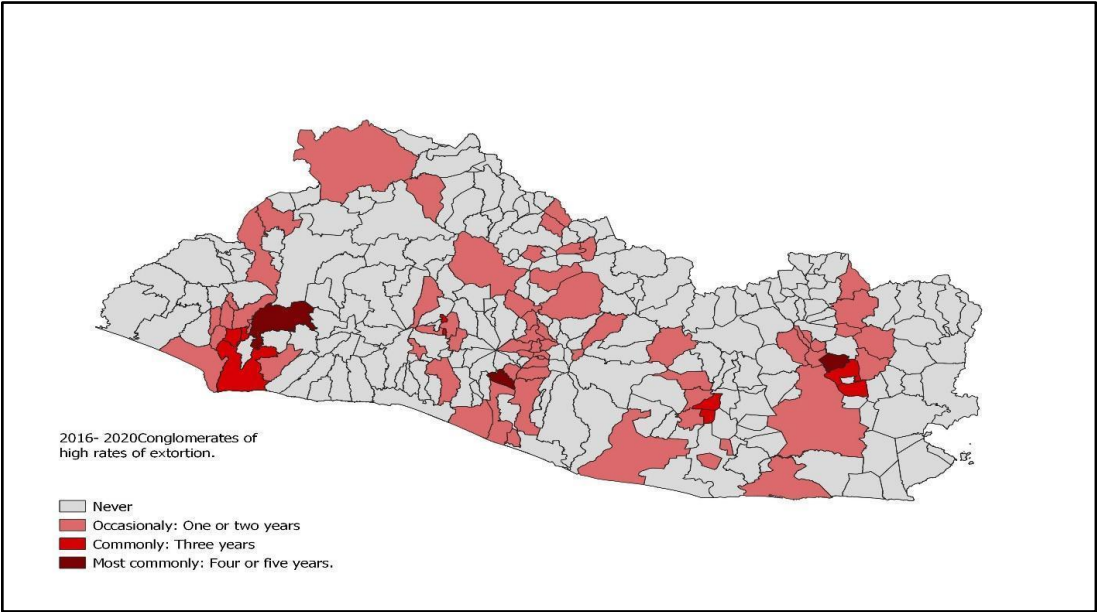 2016- 2020Conglomerates of
high rates of extortion.
Never
Occasionaly: One or two years
Commonly: Three years
Most commonly: Four or five years.